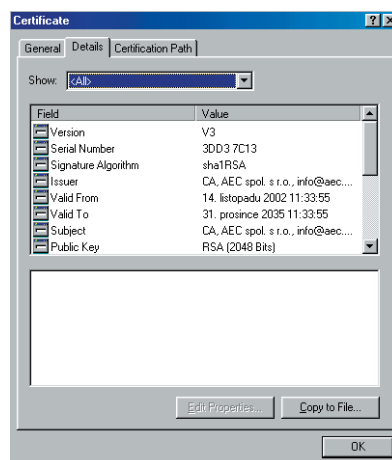 Certificate
General Details Certification Path
Show: <All>
Field Value
Version V3
Serial Number 3DD3 7C13
Signature Algorithm sha1RSA
Issuer CA, AEC spol. s r.o., info@aec....
Valid From 14. listopadu 2002 11:33:55
Valid To 31. prosince 2035 11:33:55
Subject CA, AEC spol. s r.o., info@aec....
Public Key RSA (2048 Bits)
Edit Properties... Copy to File...
OK